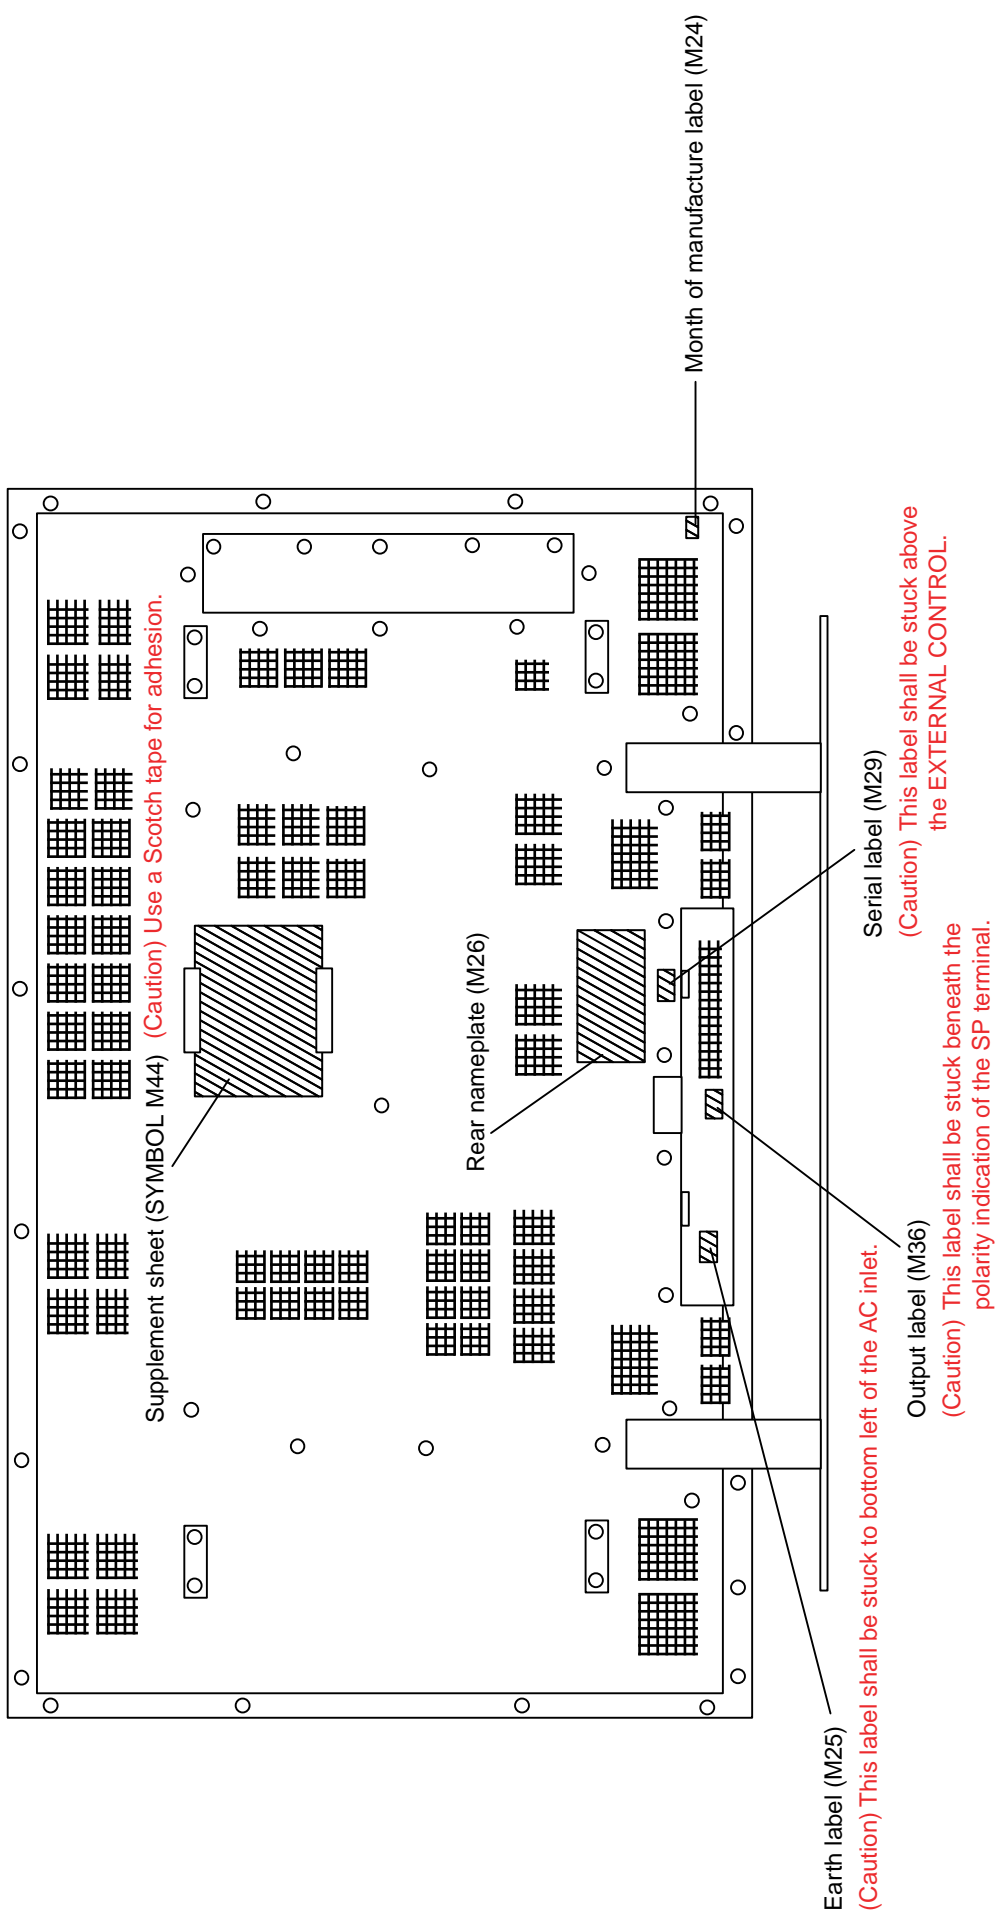 Supplement sheet (SYMBOL M44)
(Caution) Use a Scotch tape for adhesion.
Rear nameplate (M26)
Month of manufacture label (M24)
Earth label (M25)
(Caution) This label shall be stuck to bottom left of the AC inlet.
Output label (M36)
(Caution) This label shall be stuck beneath the
polarity indication of the SP terminal.
Serial label (M29)
(Caution) This label shall be stuck above
the EXTERNAL CONTROL.